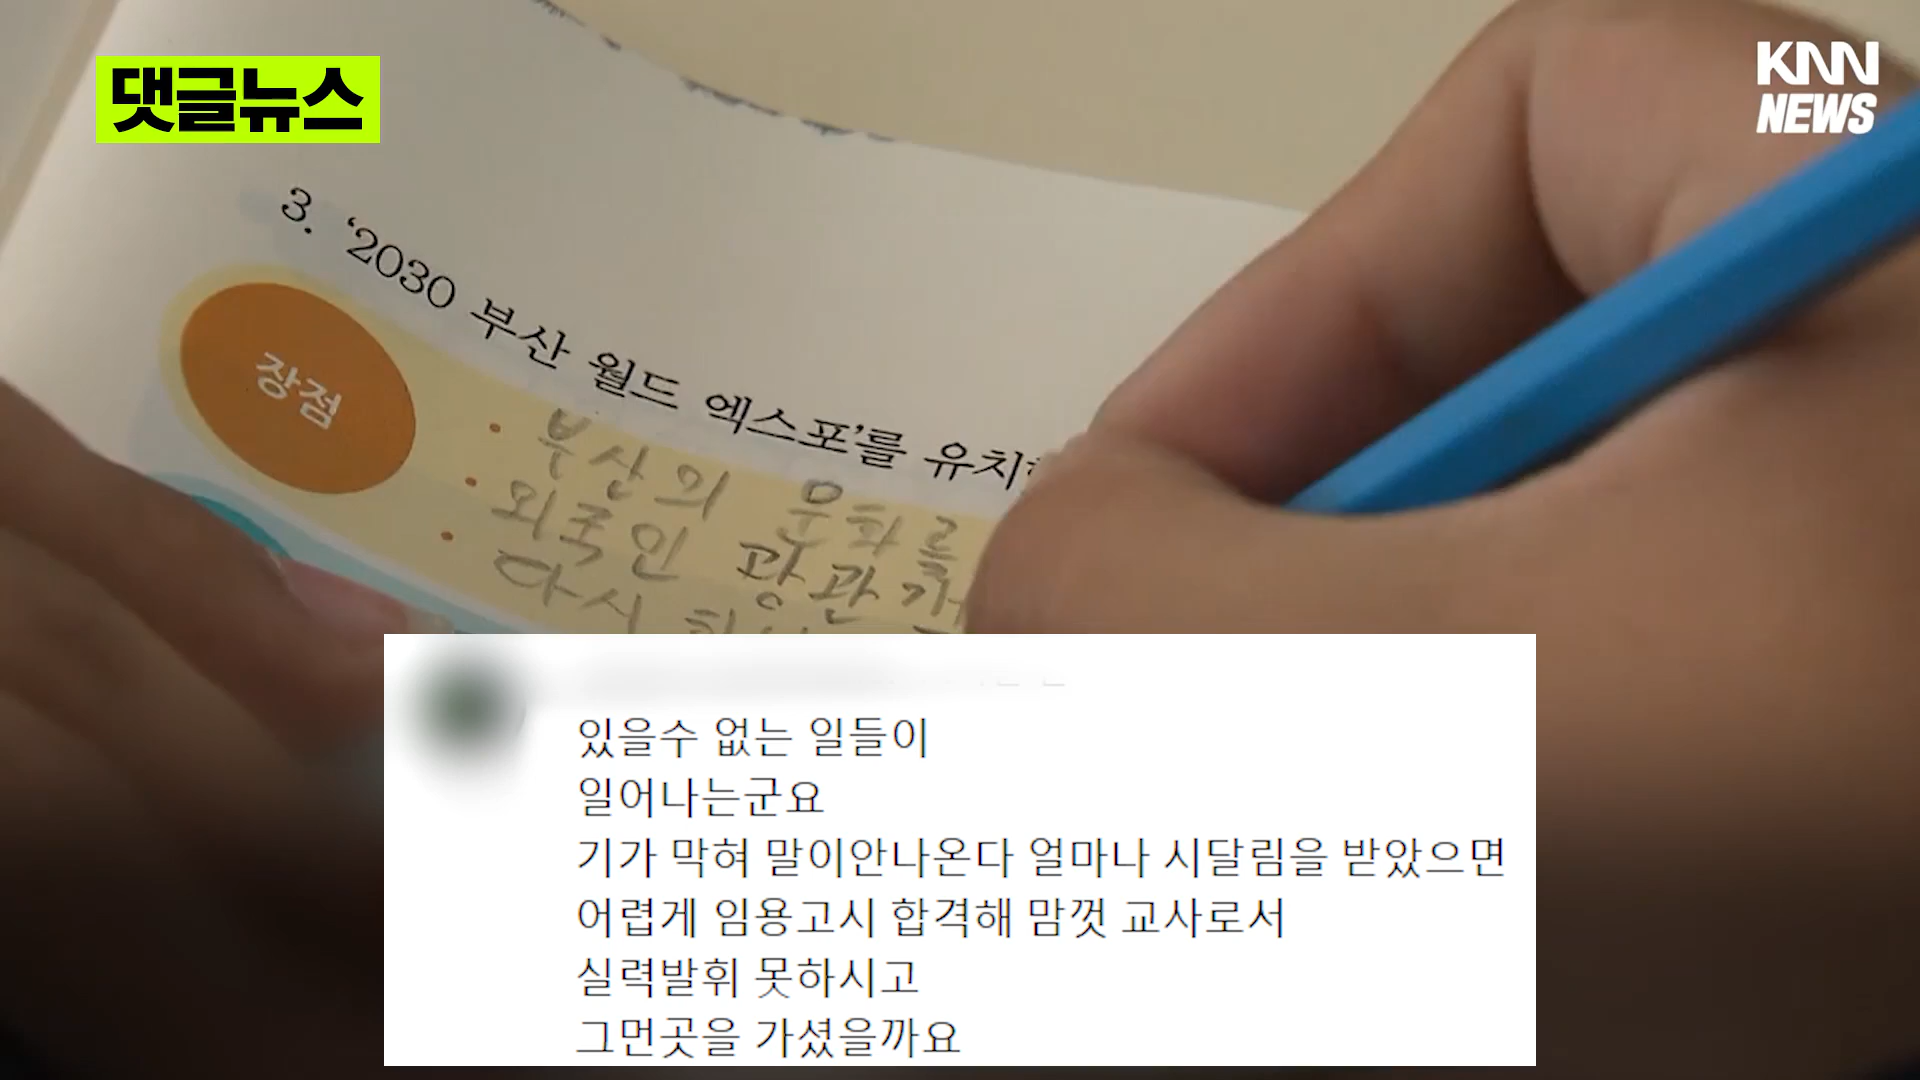 댓글뉴스
KNN
NEWS
3. '2030 부산 월드 엑스포'를 유치
장점
부산의 문화를
외국인 관관
다시
있을수 없는 일들이
일어나는군요
기가 막혀 말이안나온다 얼마나 시달림을 받았으면
어렵게 임용고시 합격해 맘껏 교사로서
실력발휘 못하시고
그먼곳을 가셨을까요